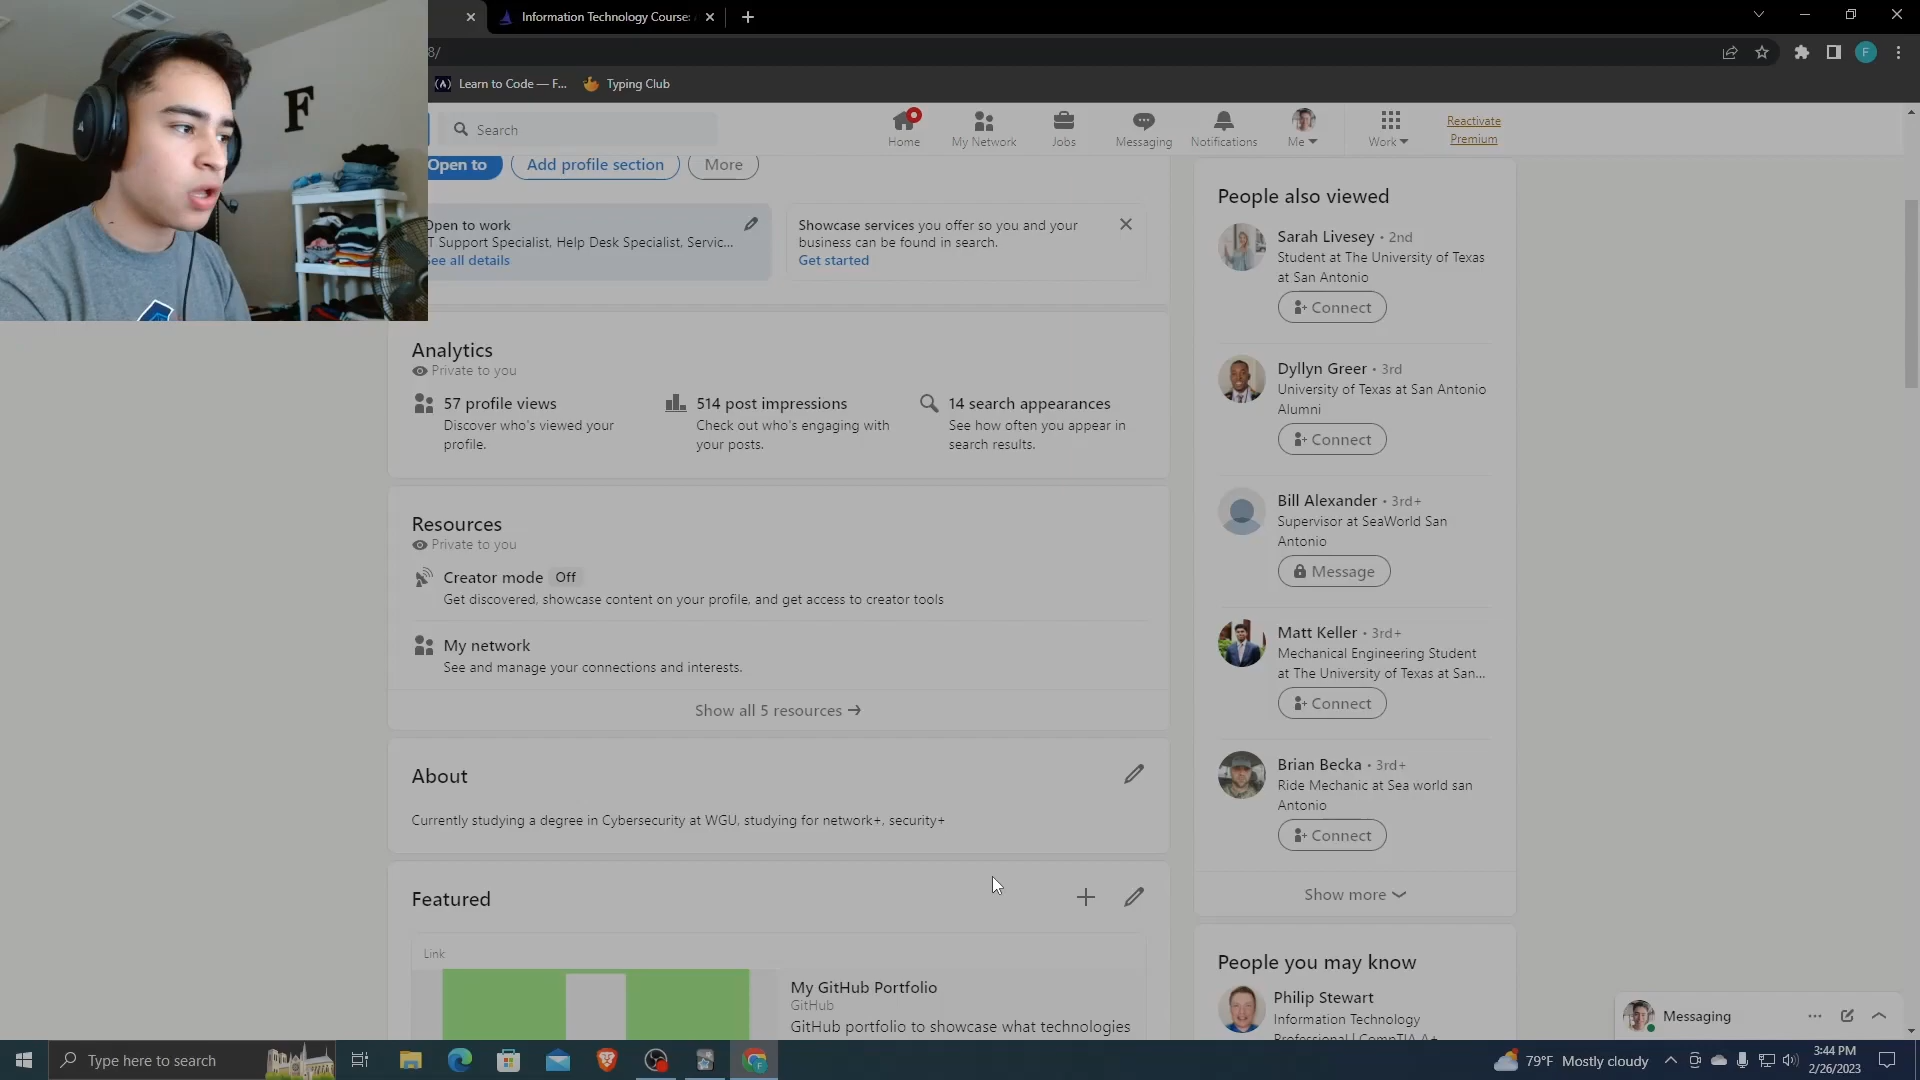 Information Technology Course:
8/
Learn to Code — F...
Typing Club
F
F
Search
Home
My Network
Jobs
Messaging
Notifications
Me
Work
Reactivate
Premium
Open to
Add profile section
More
Open to work
IT Support Specialist, Help Desk Specialist, Servic...
See all details
Showcase services you offer so you and your
business can be found in search.
Get started
Analytics
Private to you
57 profile views
Discover who's viewed your
profile.
514 post impressions
Check out who's engaging with
your posts.
14 search appearances
See how often you appear in
search results.
Resources
Private to you
Creator mode Off
Get discovered, showcase content on your profile, and get access to creator tools
My network
See and manage your connections and interests.
Show all 5 resources →
About
Currently studying a degree in Cybersecurity at WGU, studying for network+, security+
Featured
Link
My GitHub Portfolio
GitHub
GitHub portfolio to showcase what technologies
People also viewed
Sarah Livesey • 2nd
Student at The University of Texas
at San Antonio
Connect
Dyllyn Greer • 3rd
University of Texas at San Antonio
Alumni
Connect
Bill Alexander • 3rd+
Supervisor at SeaWorld San
Antonio
Message
Matt Keller • 3rd+
Mechanical Engineering Student
at The University of Texas at San...
Connect
Brian Becka • 3rd+
Ride Mechanic at Sea world san
Antonio
Connect
Show more
People you may know
Philip Stewart
Information Technology
Professional | CompTIA A+
Messaging
Type here to search
79°F Mostly cloudy
3:44 PM
2/26/2023